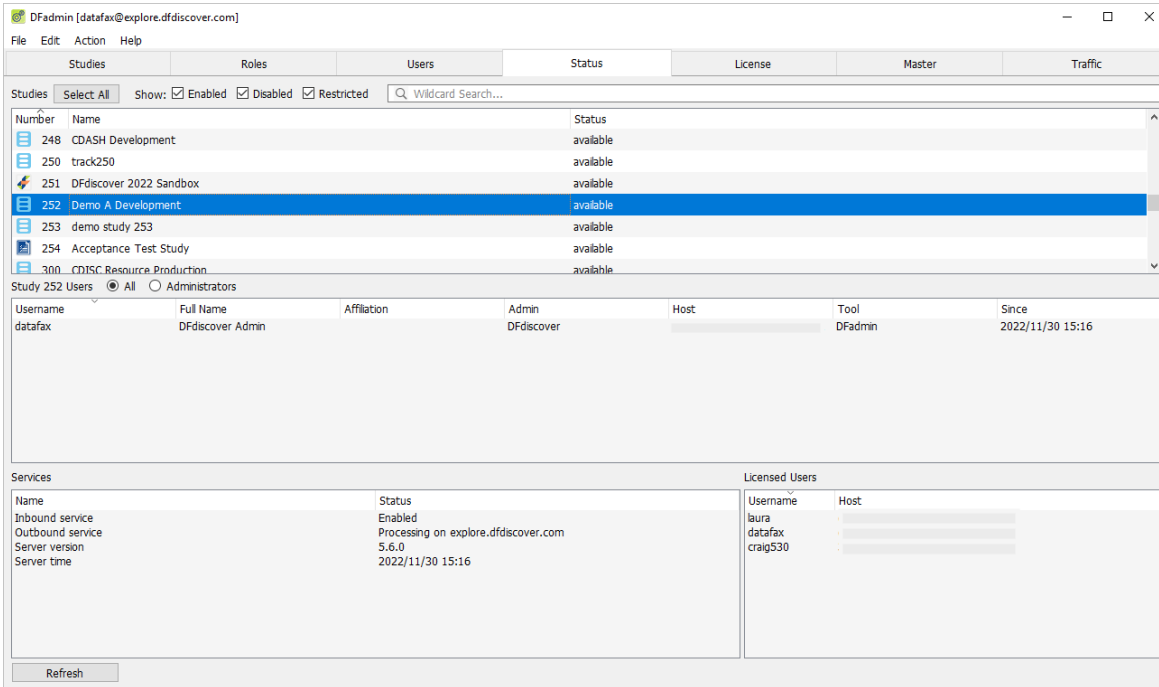 DFadmin [datafax@explore.dfdiscover.com]
File Edit Action Help
Studies Roles Users Status License Master Traffic
Studies Select All Show: Enabled Disabled Restricted Wildcard Search...
Number Name Status
248 CDASH Development available
250 track250 available
251 DFdiscover 2022 Sandbox available
252 Demo A Development available
253 demo study 253 available
254 Acceptance Test Study available
300 CDISC Resource Production available
Study 252 Users All Administrators
Username Full Name Affiliation Admin Host Tool Since
datafax DFdiscover Admin DFdiscover DFadmin 2022/11/30 15:16
Services Licensed Users
Name Status Username Host
Inbound service Enabled laura
Outbound service Processing on explore.dfdiscover.com datafax
Server version 5.6.0 craig530
Server time 2022/11/30 15:16
Refresh